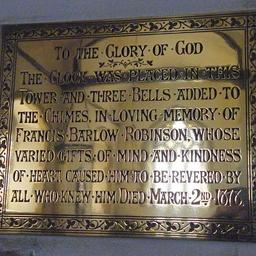 TO·THE·GLORY·OF·GOD
THE·CLOCK·WAS·PLACED·IN·THIS
TOWER·AND·THREE·BELLS·ADDED·TO
THE·CHIMES, IN·LOVING·MEMORY·OF
FRANCIS·BARLOW·ROBINSON, WHOSE
VARIED·GIFTS·OF·MIND·AND·KINDNESS
OF·HEART·CAUSED·HIM·TO·BE·REVERED·BY
ALL·WHO·KNEW·HIM. DIED·MARCH·2ND